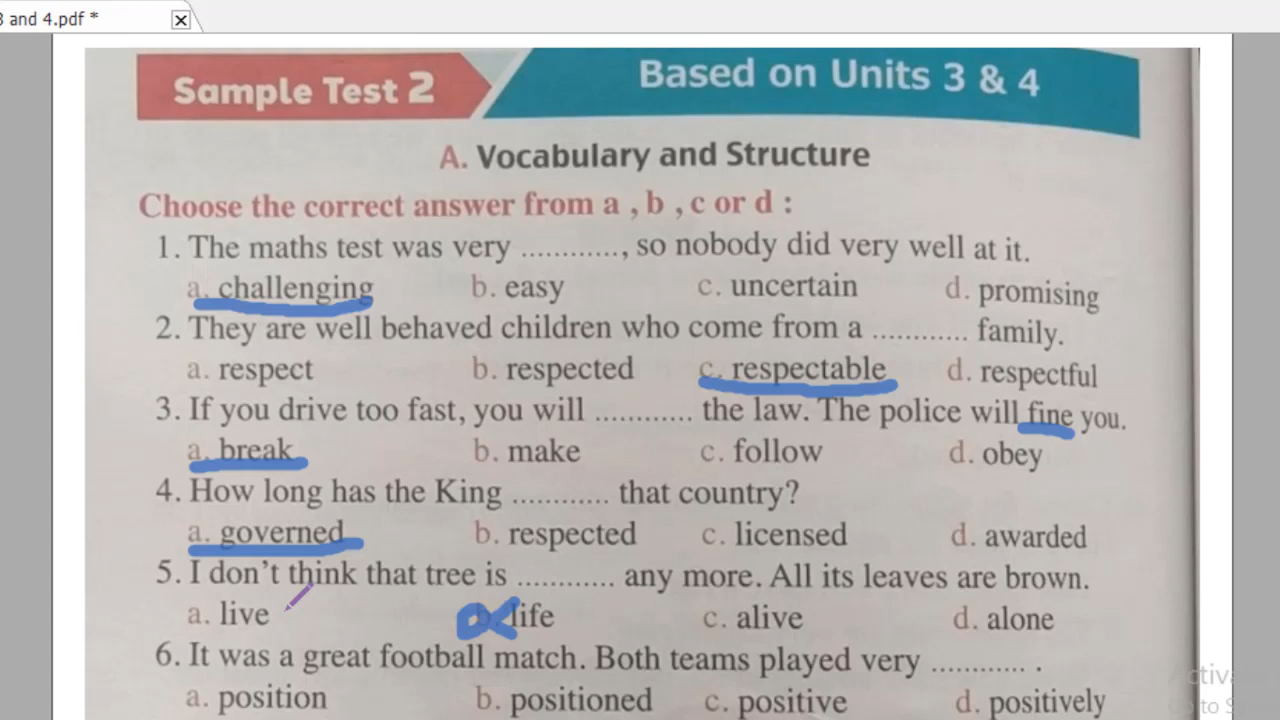 3 and 4.pdf *
Sample Test 2
Based on Units 3 & 4
A. Vocabulary and Structure
Choose the correct answer from a , b , c or d :
1. The maths test was very ............, so nobody did very well at it.
a. challenging b. easy c. uncertain d. promising
2. They are well behaved children who come from a ............ family.
a. respect b. respected c. respectable d. respectful
3. If you drive too fast, you will ............ the law. The police will fine you.
a. break b. make c. follow d. obey
4. How long has the King ............ that country?
a. governed b. respected c. licensed d. awarded
5. I don't think that tree is ............ any more. All its leaves are brown.
a. live b. life c. alive d. alone
6. It was a great football match. Both teams played very ............ .
a. position b. positioned c. positive d. positively